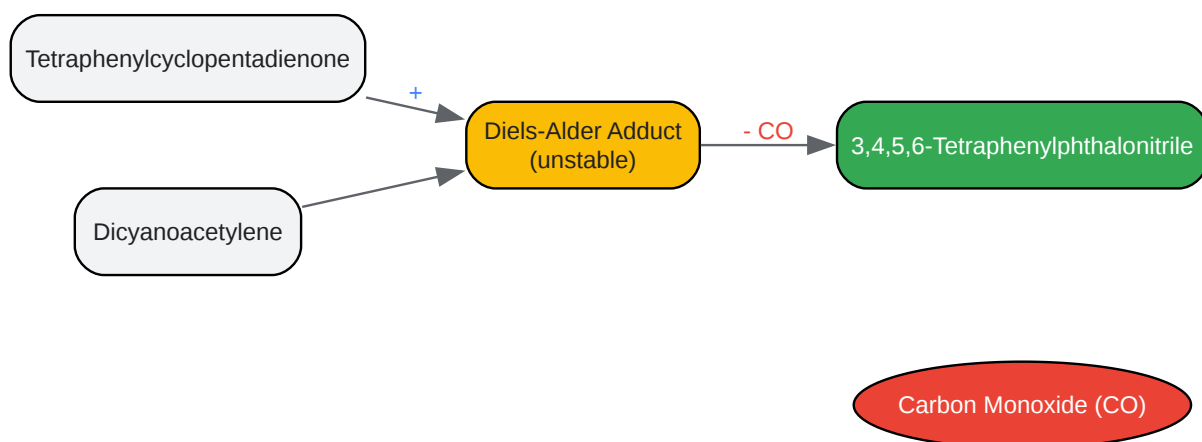 Tetraphenylcyclopentadienone
+
Dicyanoacetylene
Diels-Alder Adduct
(unstable)
- CO
3,4,5,6-Tetraphenylphthalonitrile
Carbon Monoxide (CO)